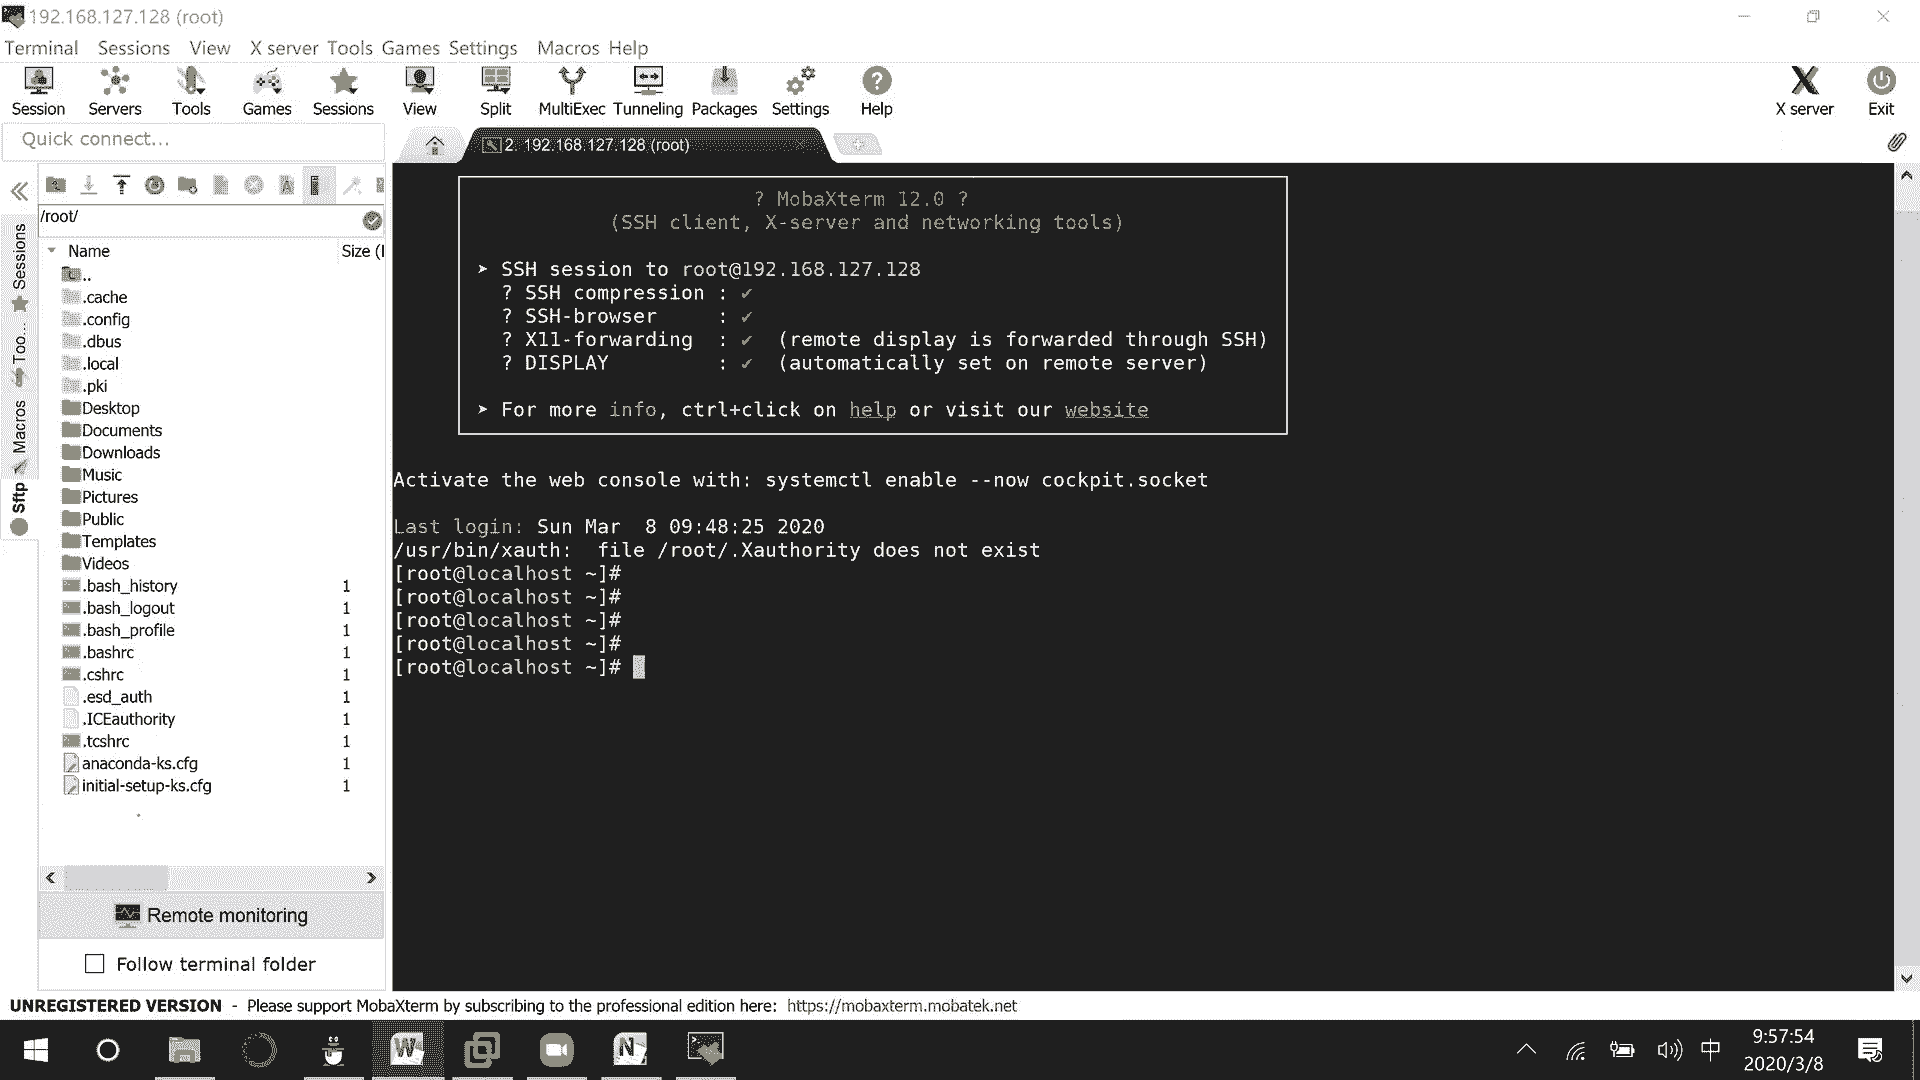 192.168.127.128 (root)
Terminal Sessions View X server Tools Games Settings Macros Help
Session Servers Tools Games Sessions View Split MultiExec Tunneling Packages Settings Help X server Exit
Quick connect...
2. 192.168.127.128 (root)
/root/
Name Size (
..
.cache
.config
.dbus
.local
.pki
Desktop
Documents
Downloads
Music
Pictures
Public
Templates
Videos
.bash_history 1
.bash_logout 1
.bash_profile 1
.bashrc 1
.cshrc 1
.esd_auth 1
.ICEauthority 1
.tcshrc 1
anaconda-ks.cfg 1
initial-setup-ks.cfg 1
Remote monitoring
Follow terminal folder
Sessions
Too...
Macros
Sftp
? MobaXterm 12.0 ?
(SSH client, X-server and networking tools)
➤ SSH session to root@192.168.127.128
? SSH compression : ✔
? SSH-browser : ✔
? X11-forwarding : ✔ (remote display is forwarded through SSH)
? DISPLAY : ✔ (automatically set on remote server)
➤ For more info, ctrl+click on help or visit our website
Activate the web console with: systemctl enable --now cockpit.socket
Last login: Sun Mar 8 09:48:25 2020
/usr/bin/xauth: file /root/.Xauthority does not exist
[root@localhost ~]#
[root@localhost ~]#
[root@localhost ~]#
[root@localhost ~]#
[root@localhost ~]#
UNREGISTERED VERSION - Please support MobaXterm by subscribing to the professional edition here: https://mobaxterm.mobatek.net
中
9:57:54
2020/3/8